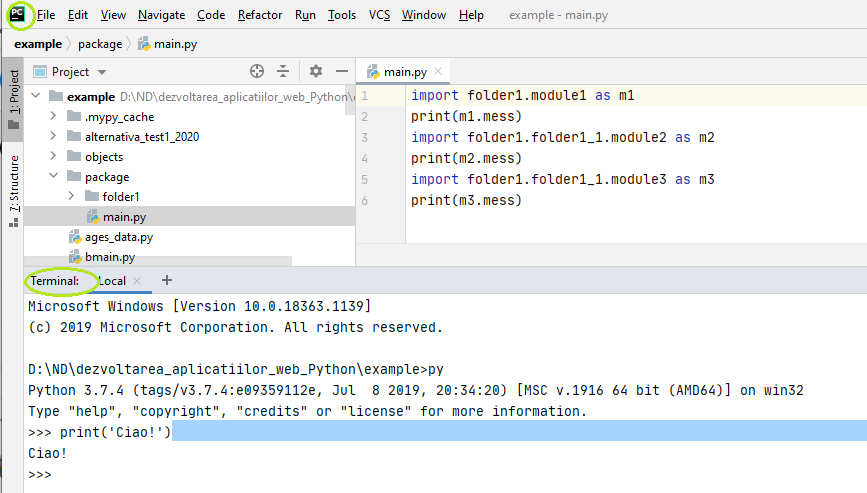 PC File Edit View Navigate Code Refactor Run Tools VCS Window Help example - main.py
example package main.py
1: Project
7: Structure
Project
example D:\ND\dezvoltarea_aplicatiilor_web_Python\e
.mypy_cache
alternativa_test1_2020
objects
package
folder1
main.py
ages_data.py
bmain.py
main.py
1 import folder1.module1 as m1
2 print(m1.mess)
3 import folder1.folder1_1.module2 as m2
4 print(m2.mess)
5 import folder1.folder1_1.module3 as m3
6 print(m3.mess)
Terminal: Local
Microsoft Windows [Version 10.0.18363.1139]
(c) 2019 Microsoft Corporation. All rights reserved.
D:\ND\dezvoltarea_aplicatiilor_web_Python\example>py
Python 3.7.4 (tags/v3.7.4:e09359112e, Jul  8 2019, 20:34:20) [MSC v.1916 64 bit (AMD64)] on win32
Type "help", "copyright", "credits" or "license" for more information.
>>> print('Ciao!')
Ciao!
>>>